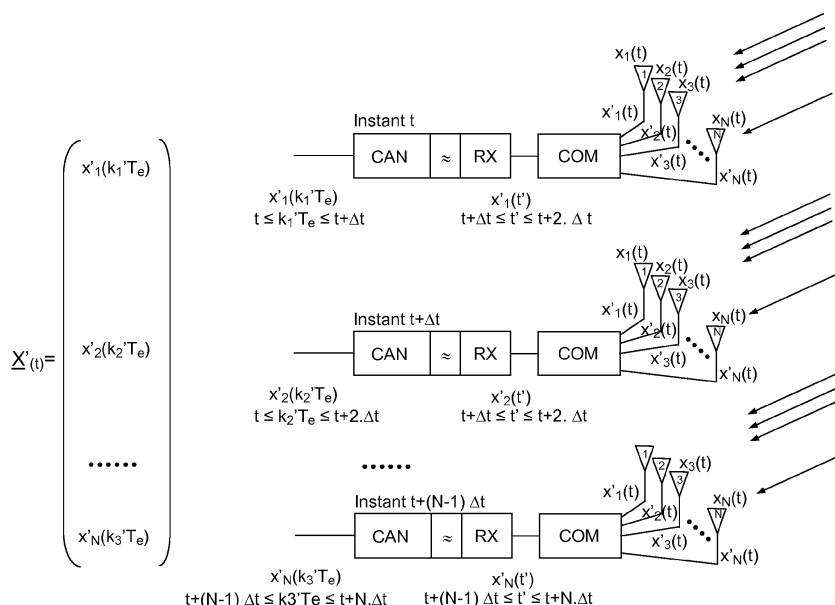 x1(t)
x2(t)
x3(t)
1
2
3
xN(t)
N
x'1(t)
Instant t
x'2(t)
CAN ≈ RX COM
x'3(t)
x'N(t)
x'1(k1'Te)
x'1(k1'Te) x'1(t')
t ≤ k1'Te ≤ t+Δt t+Δt ≤ t' ≤ t+2. Δ t
x1(t)
x2(t)
x3(t)
1
2
3
xN(t)
N
x'1(t)
Instant t+Δt
x'2(t)
X'(t)=
x'2(k2'Te)
CAN ≈ RX COM
x'3(t)
x'N(t)
x'2(k2'Te) x'2(t')
t ≤ k2'Te ≤ t+2.Δt t+Δt ≤ t' ≤ t+2. Δt
......
......
1
2
3
x3(t)
xN(t)
N
x'1(t)
Instant t+(N-1) Δt
x'2(t)
x'N(k3'Te)
CAN ≈ RX COM
x'3(t)
x'N(t)
x'N(k3'Te) x'N(t')
t+(N-1) Δt ≤ k3'Te ≤ t+N.Δt t+(N-1) Δt ≤ t' ≤ t+N.Δt